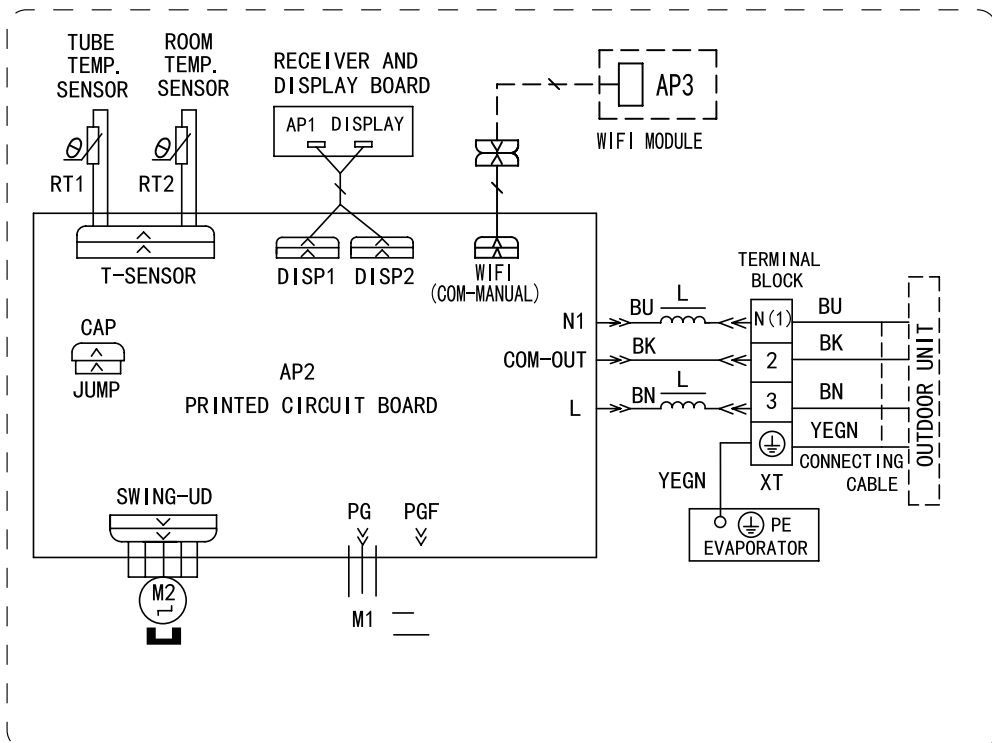 TUBE
TEMP.
SENSOR
ROOM
TEMP.
SENSOR
RECEIVER AND
DISPLAY BOARD
AP1 DISPLAY
AP3
WIFI MODULE
θ
RT1
θ
RT2
T-SENSOR
DISP1
DISP2
WIFI
(COM-MANUAL)
TERMINAL
BLOCK
N1
BU
L
N(1)
BU
COM-OUT
BK
2
BK
L
BN
L
3
BN
YEGN
CONNECTING
CABLE
OUTDOOR UNIT
XT
YEGN
PE
EVAPORATOR
CAP
JUMP
AP2
PRINTED CIRCUIT BOARD
SWING-UD
M2
PG
PGF
M1